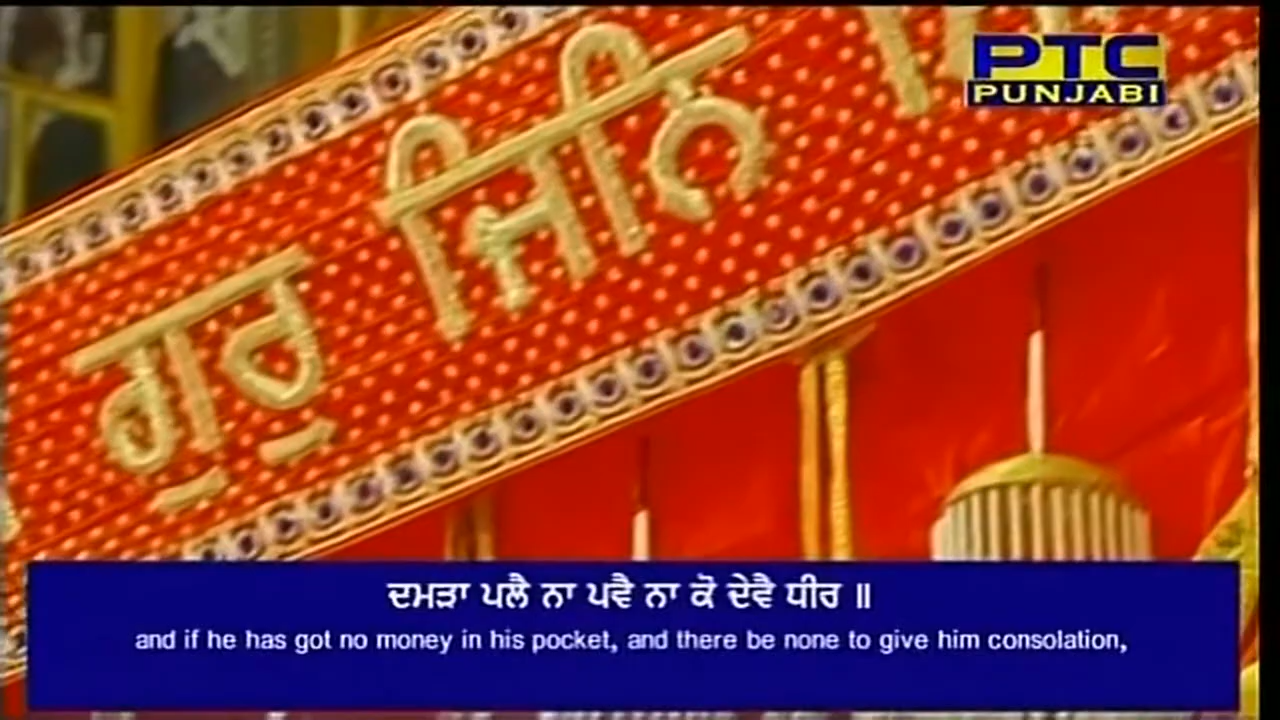 PTC
PUNJABI
ਗੁਰੁ ਜਿਨਿ
ਦਮੜਾ ਪਲੈ ਨਾ ਪਵੈ ਨਾ ਕੋ ਦੇਵੈ ਧੀਰ ॥
and if he has got no money in his pocket, and there be none to give him consolation,